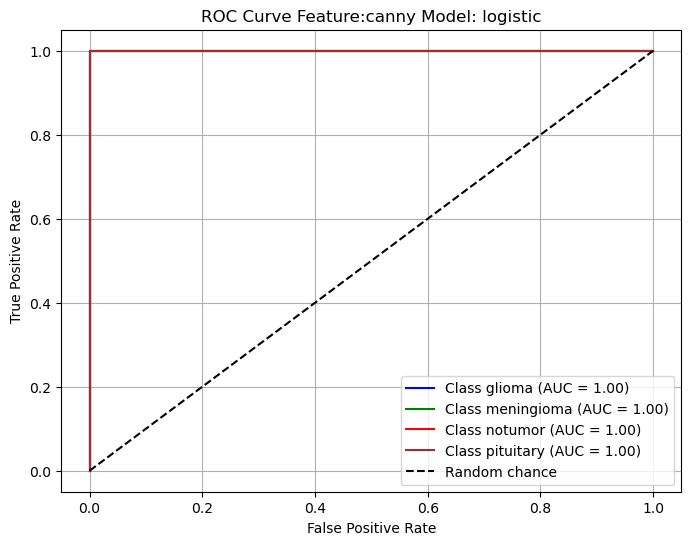 ROC Curve Feature:canny Model: logistic
True Positive Rate
1.0
0.8
0.6
0.4
0.2
0.0
Class glioma (AUC = 1.00)
Class meningioma (AUC = 1.00)
Class notumor (AUC = 1.00)
Class pituitary (AUC = 1.00)
Random chance
0.0 0.2 0.4 0.6 0.8 1.0
False Positive Rate